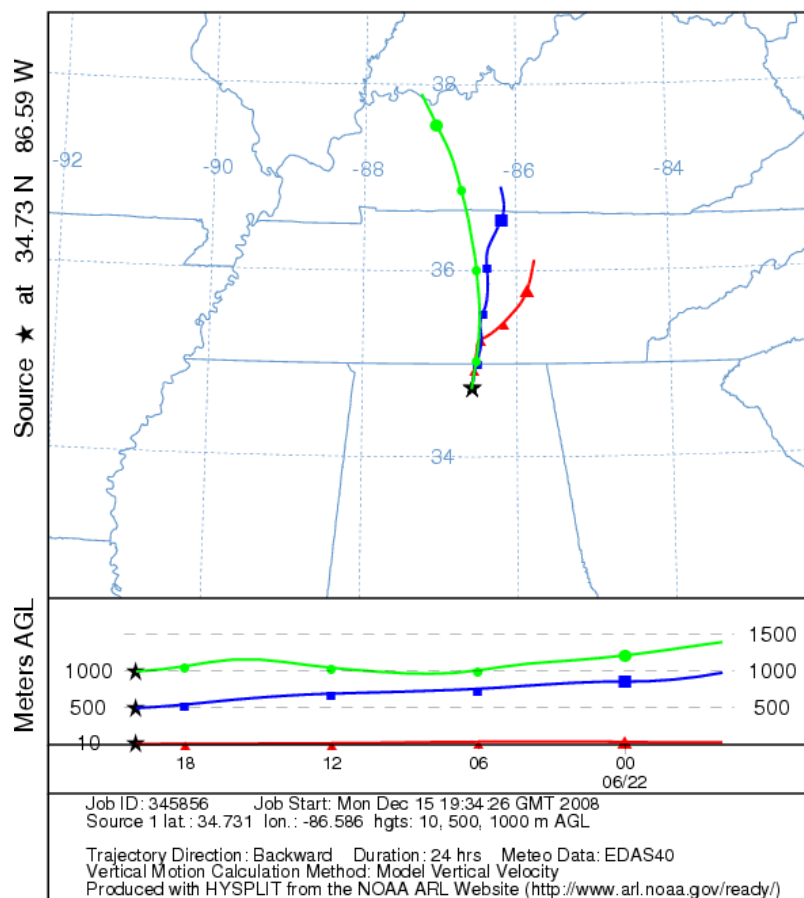 Source ★ at 34.73 N 86.59 W
38
-92
-90
-88
-86
-84
36
34
Meters AGL
1500
1000
1000
500
500
10
18
12
06
00
06/22
Job ID: 345856 Job Start: Mon Dec 15 19:34:26 GMT 2008
Source 1 lat.: 34.731 lon.: -86.586 hgts: 10, 500, 1000 m AGL
Trajectory Direction: Backward Duration: 24 hrs Meteo Data: EDAS40
Vertical Motion Calculation Method: Model Vertical Velocity
Produced with HYSPLIT from the NOAA ARL Website (http://www.arl.noaa.gov/ready/)